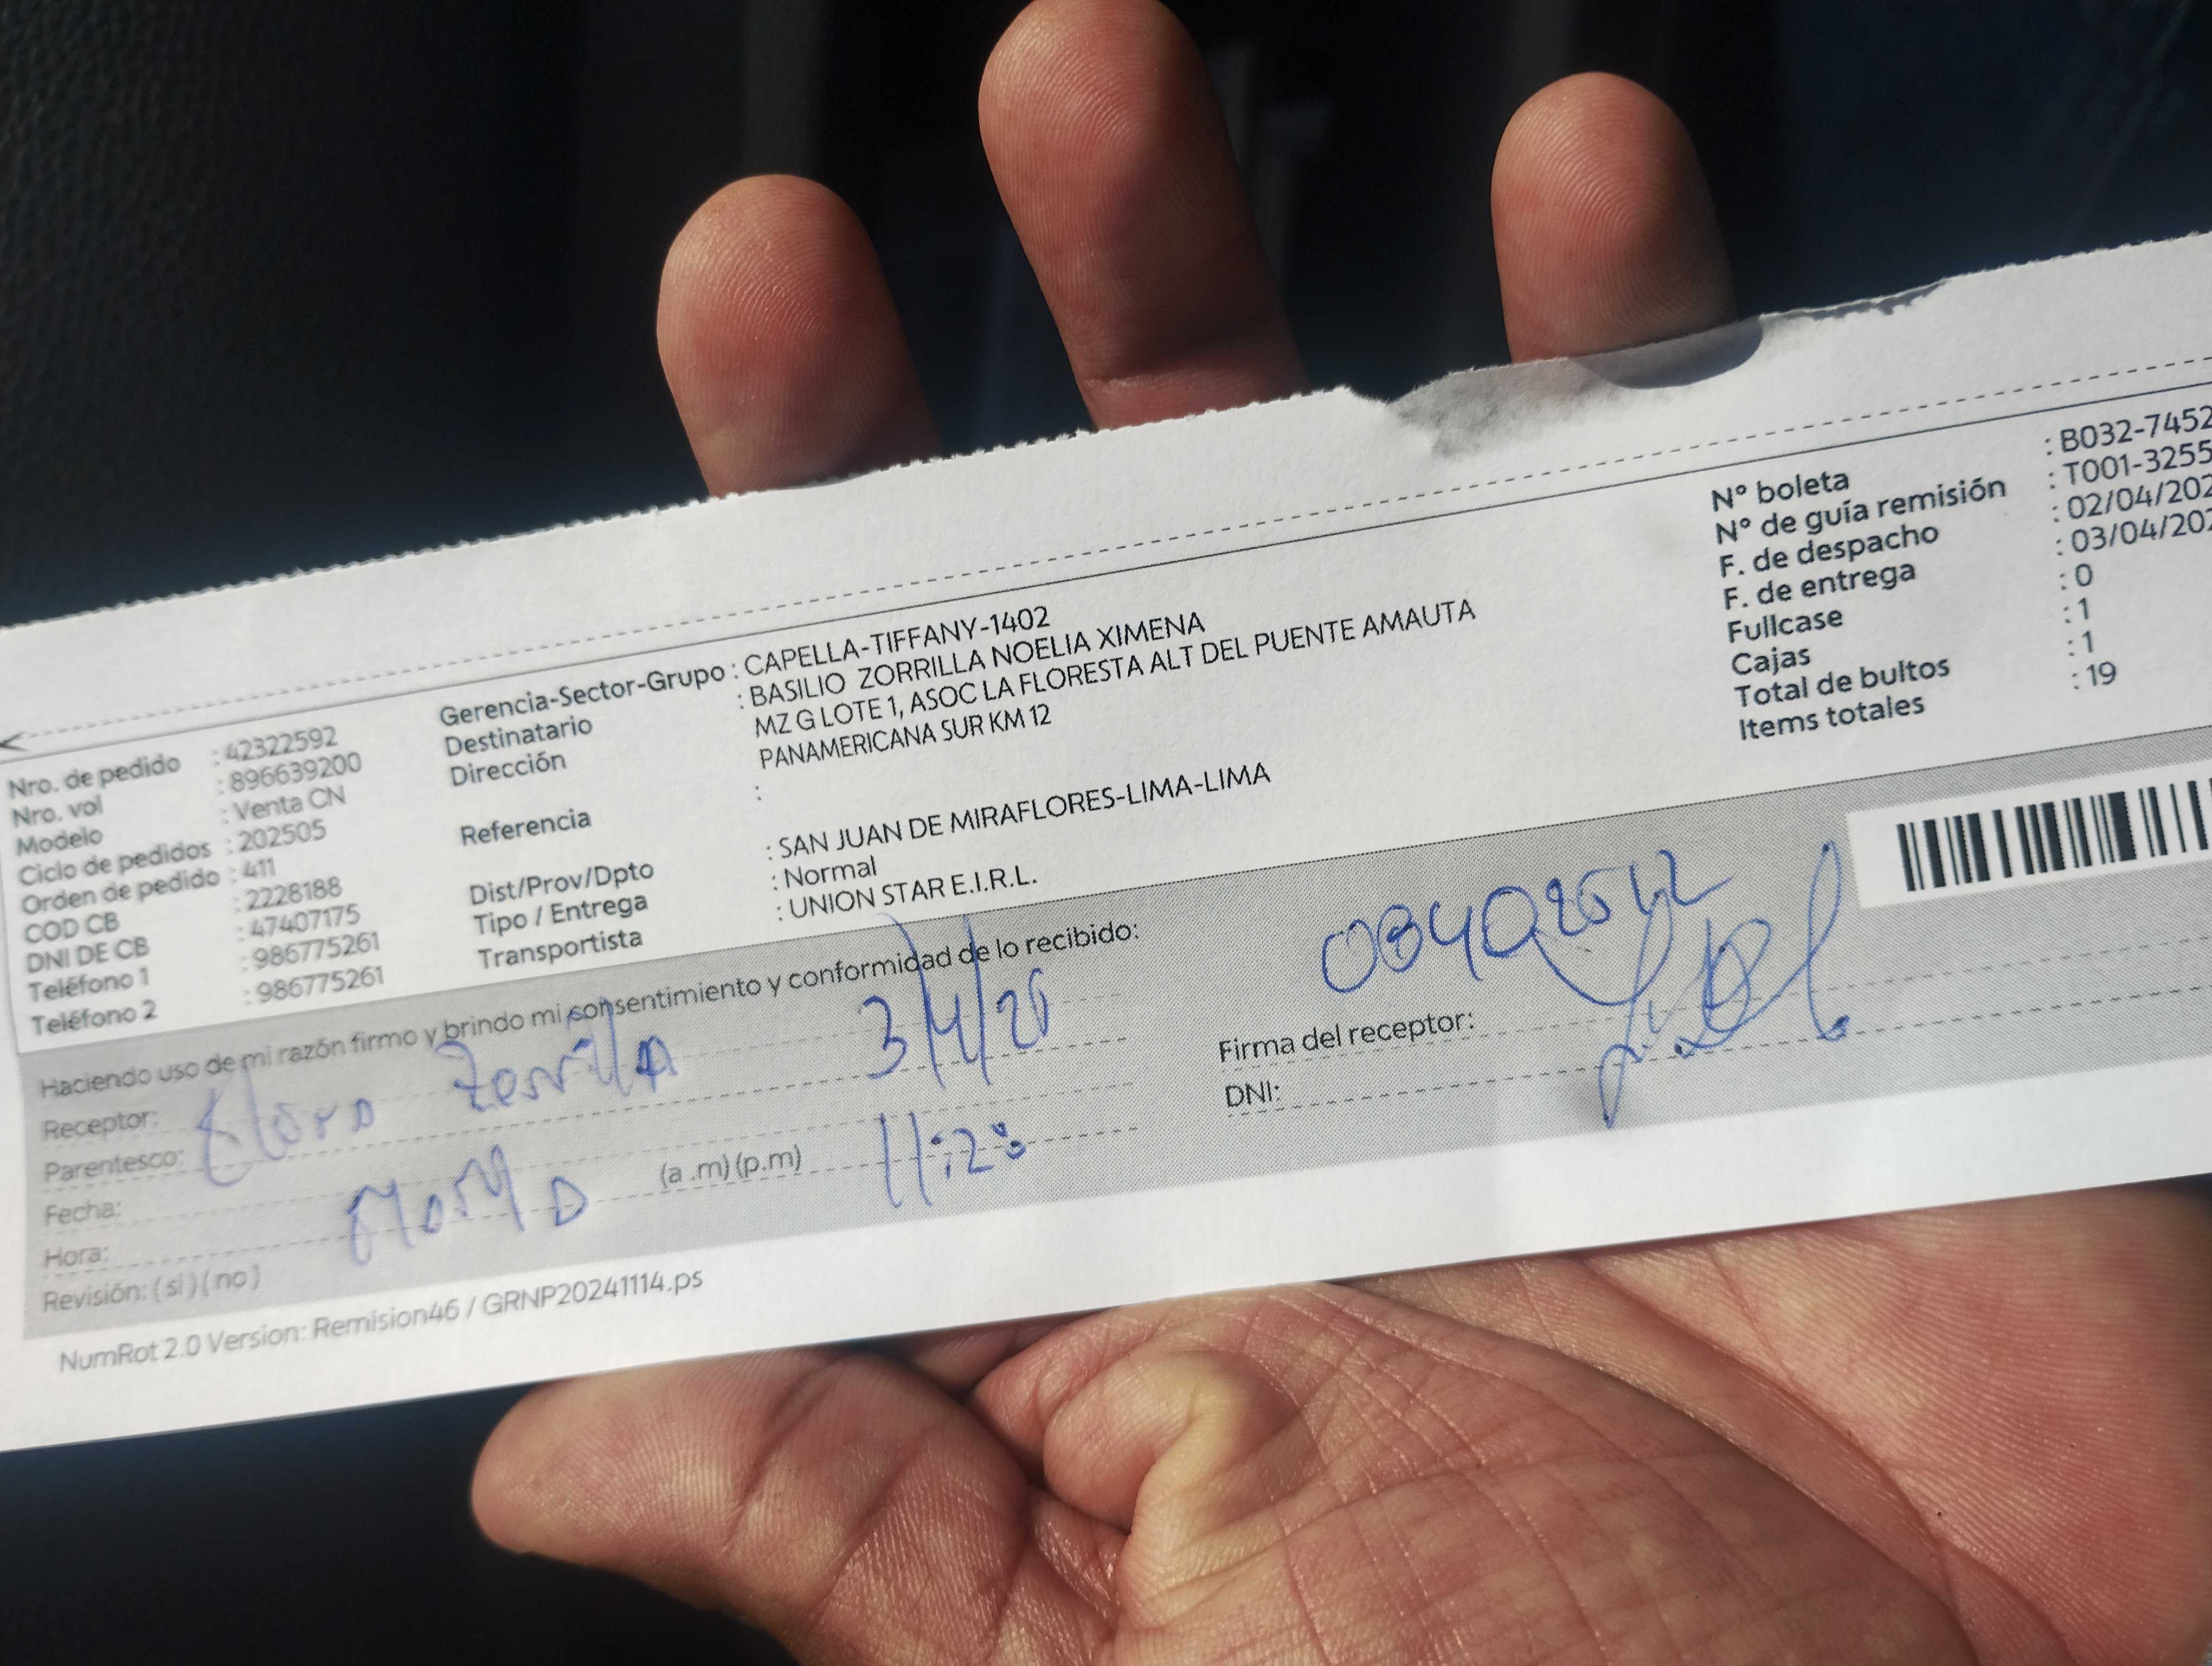 Nro. de pedido : 42322592
Nro. vol : 896639200
Modelo : Venta CN
Ciclo de pedidos : 202505
Orden de pedido : 411
COD CB : 2228188
DNI DE CB : 47407175
Teléfono 1 : 986775261
Teléfono 2 : 986775261
Gerencia-Sector-Grupo : CAPELLA-TIFFANY-1402
Destinatario : BASILIO ZORRILLA NOELIA XIMENA
Dirección MZ G LOTE 1, ASOC LA FLORESTA ALT DEL PUENTE AMAUTA
PANAMERICANA SUR KM 12
Referencia :
Dist/Prov/Dpto : SAN JUAN DE MIRAFLORES-LIMA-LIMA
Tipo / Entrega : Normal
Transportista : UNION STAR E.I.R.L.
N° boleta : B032-7452
N° de guía remisión : T001-3255
F. de despacho : 02/04/202
F. de entrega : 03/04/202
Fullcase : 0
Cajas : 1
Total de bultos : 1
Items totales : 19
Haciendo uso de mi razón firmo y brindo mi consentimiento y conformidad de lo recibido:
Receptor: Zorrilla
Parentesco:
Fecha: 3/4/25
Hora: (a .m) (p.m) 11:20
Revisión: ( si ) ( no )
Firma del receptor:
DNI:
NumRot 2.0 Version: Remision46 / GRNP20241114.ps